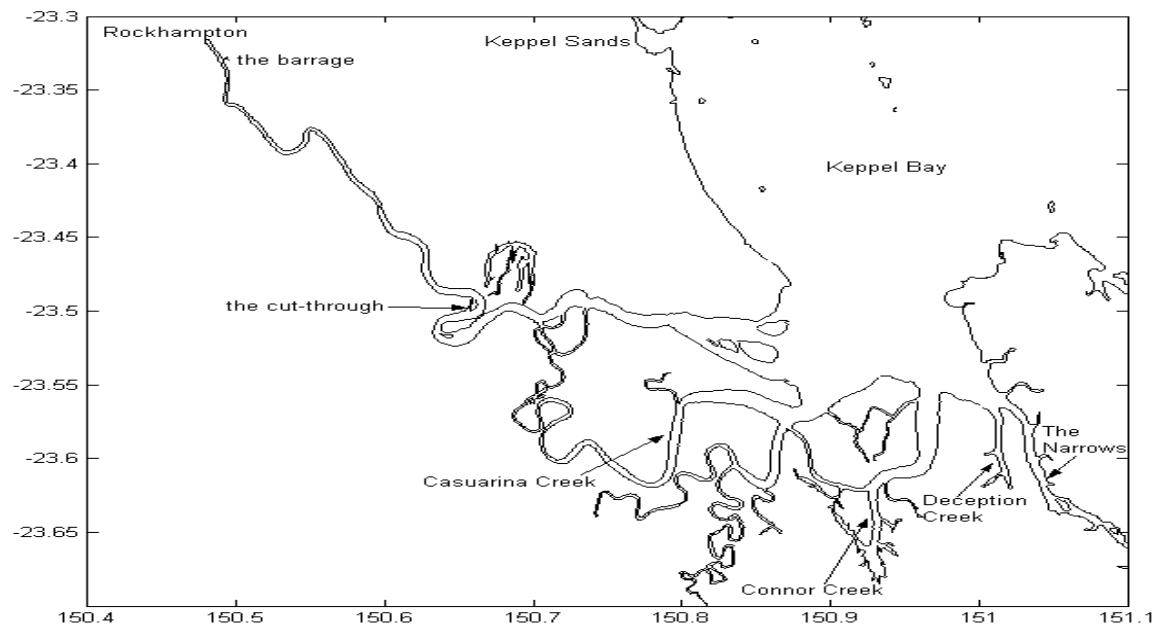 -23.3
Rockhampton
Keppel Sands
the barrage
-23.35
-23.4
Keppel Bay
-23.45
the cut-through
-23.5
-23.55
The
Narrows
-23.6
Casuarina Creek
Deception
Creek
-23.65
Connor Creek
150.4 150.5 150.6 150.7 150.8 150.9 151 151.1